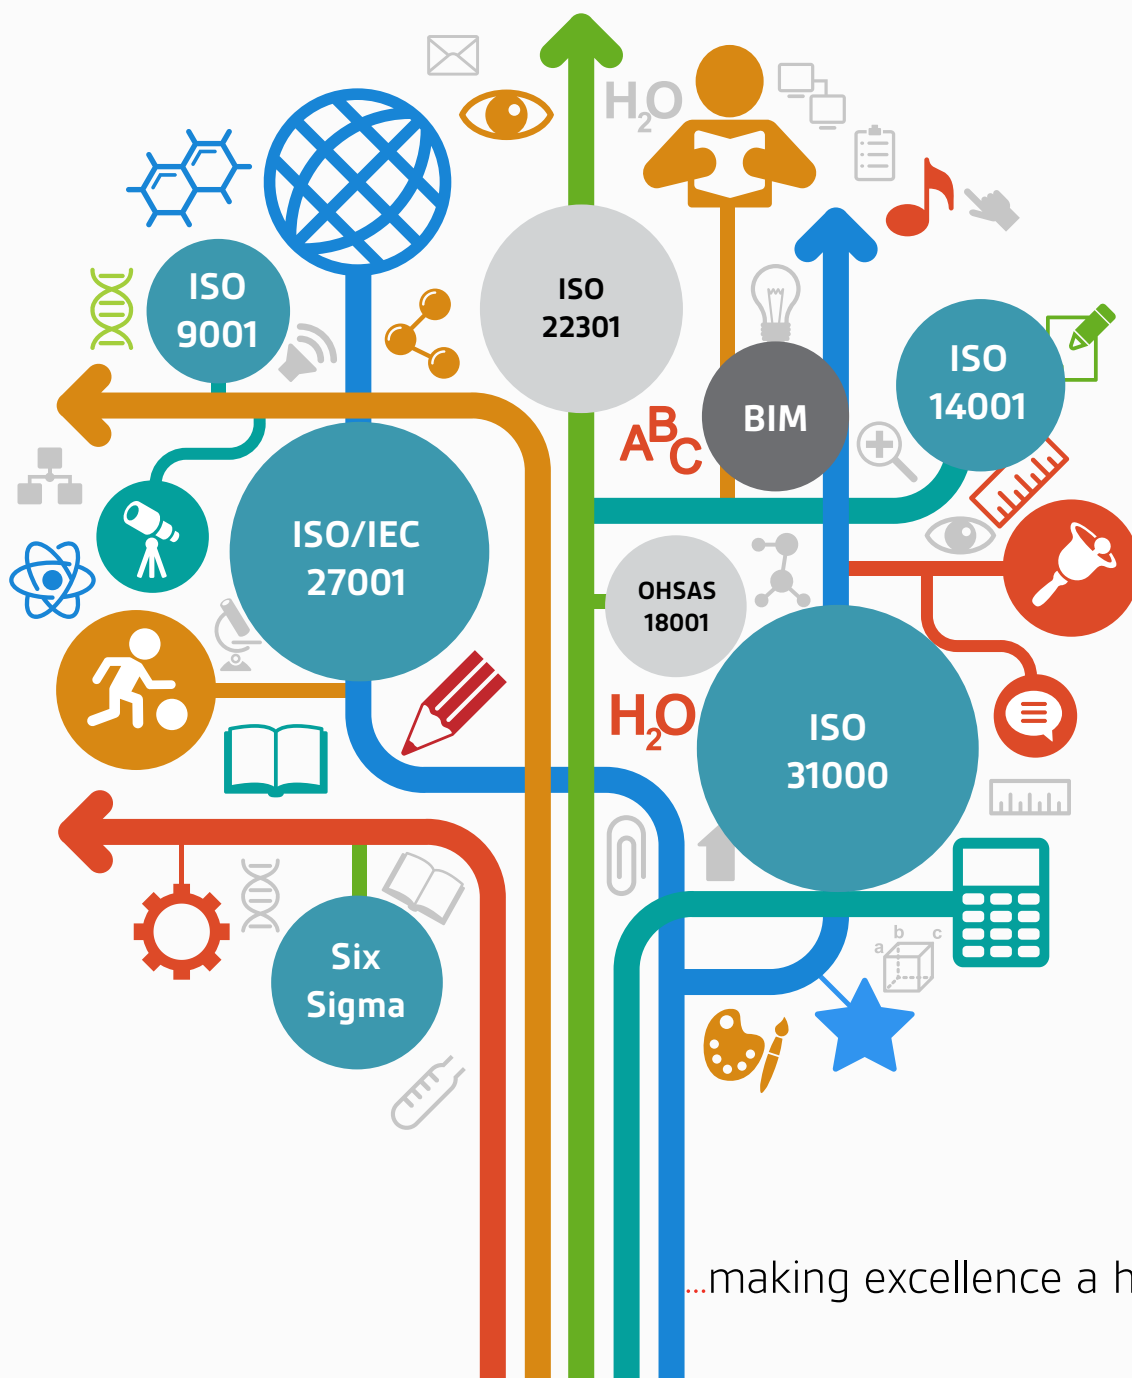 H₂O
ISO
9001
ISO
22301
ISO
14001
BIM
ABC
ISO/IEC
27001
OHSAS
18001
H₂O
ISO
31000
a b c
Six
Sigma
...making excellence a h